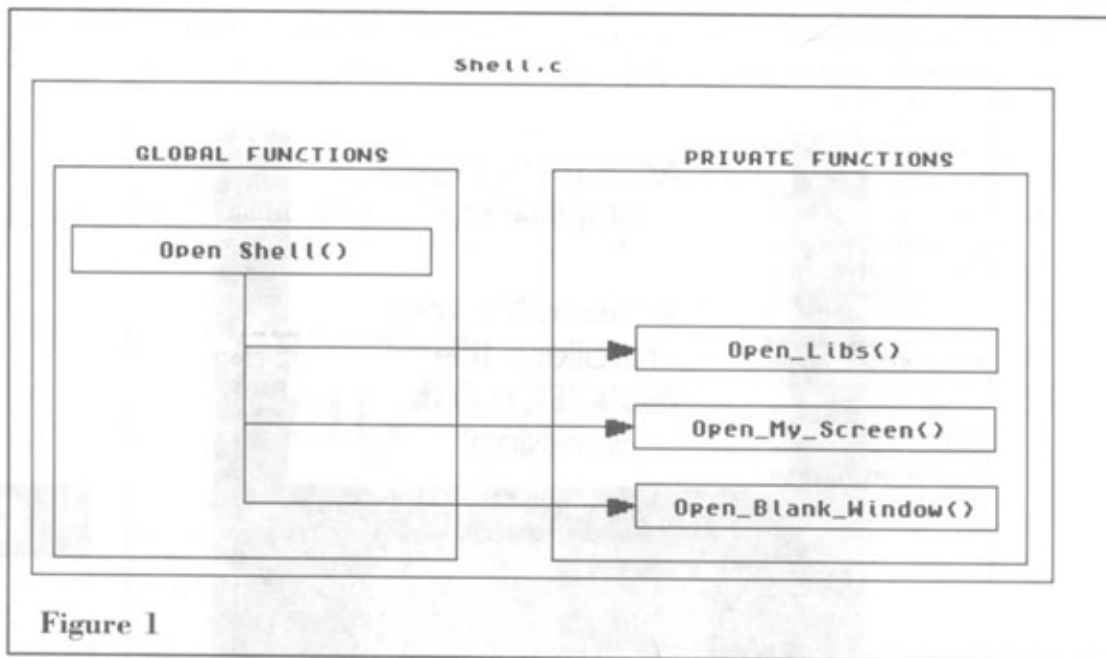 Shell.c
GLOBAL FUNCTIONS
PRIVATE FUNCTIONS
Open Shell()
Open_Libs()
Open_My_Screen()
Open_Blank_Window()
Figure 1